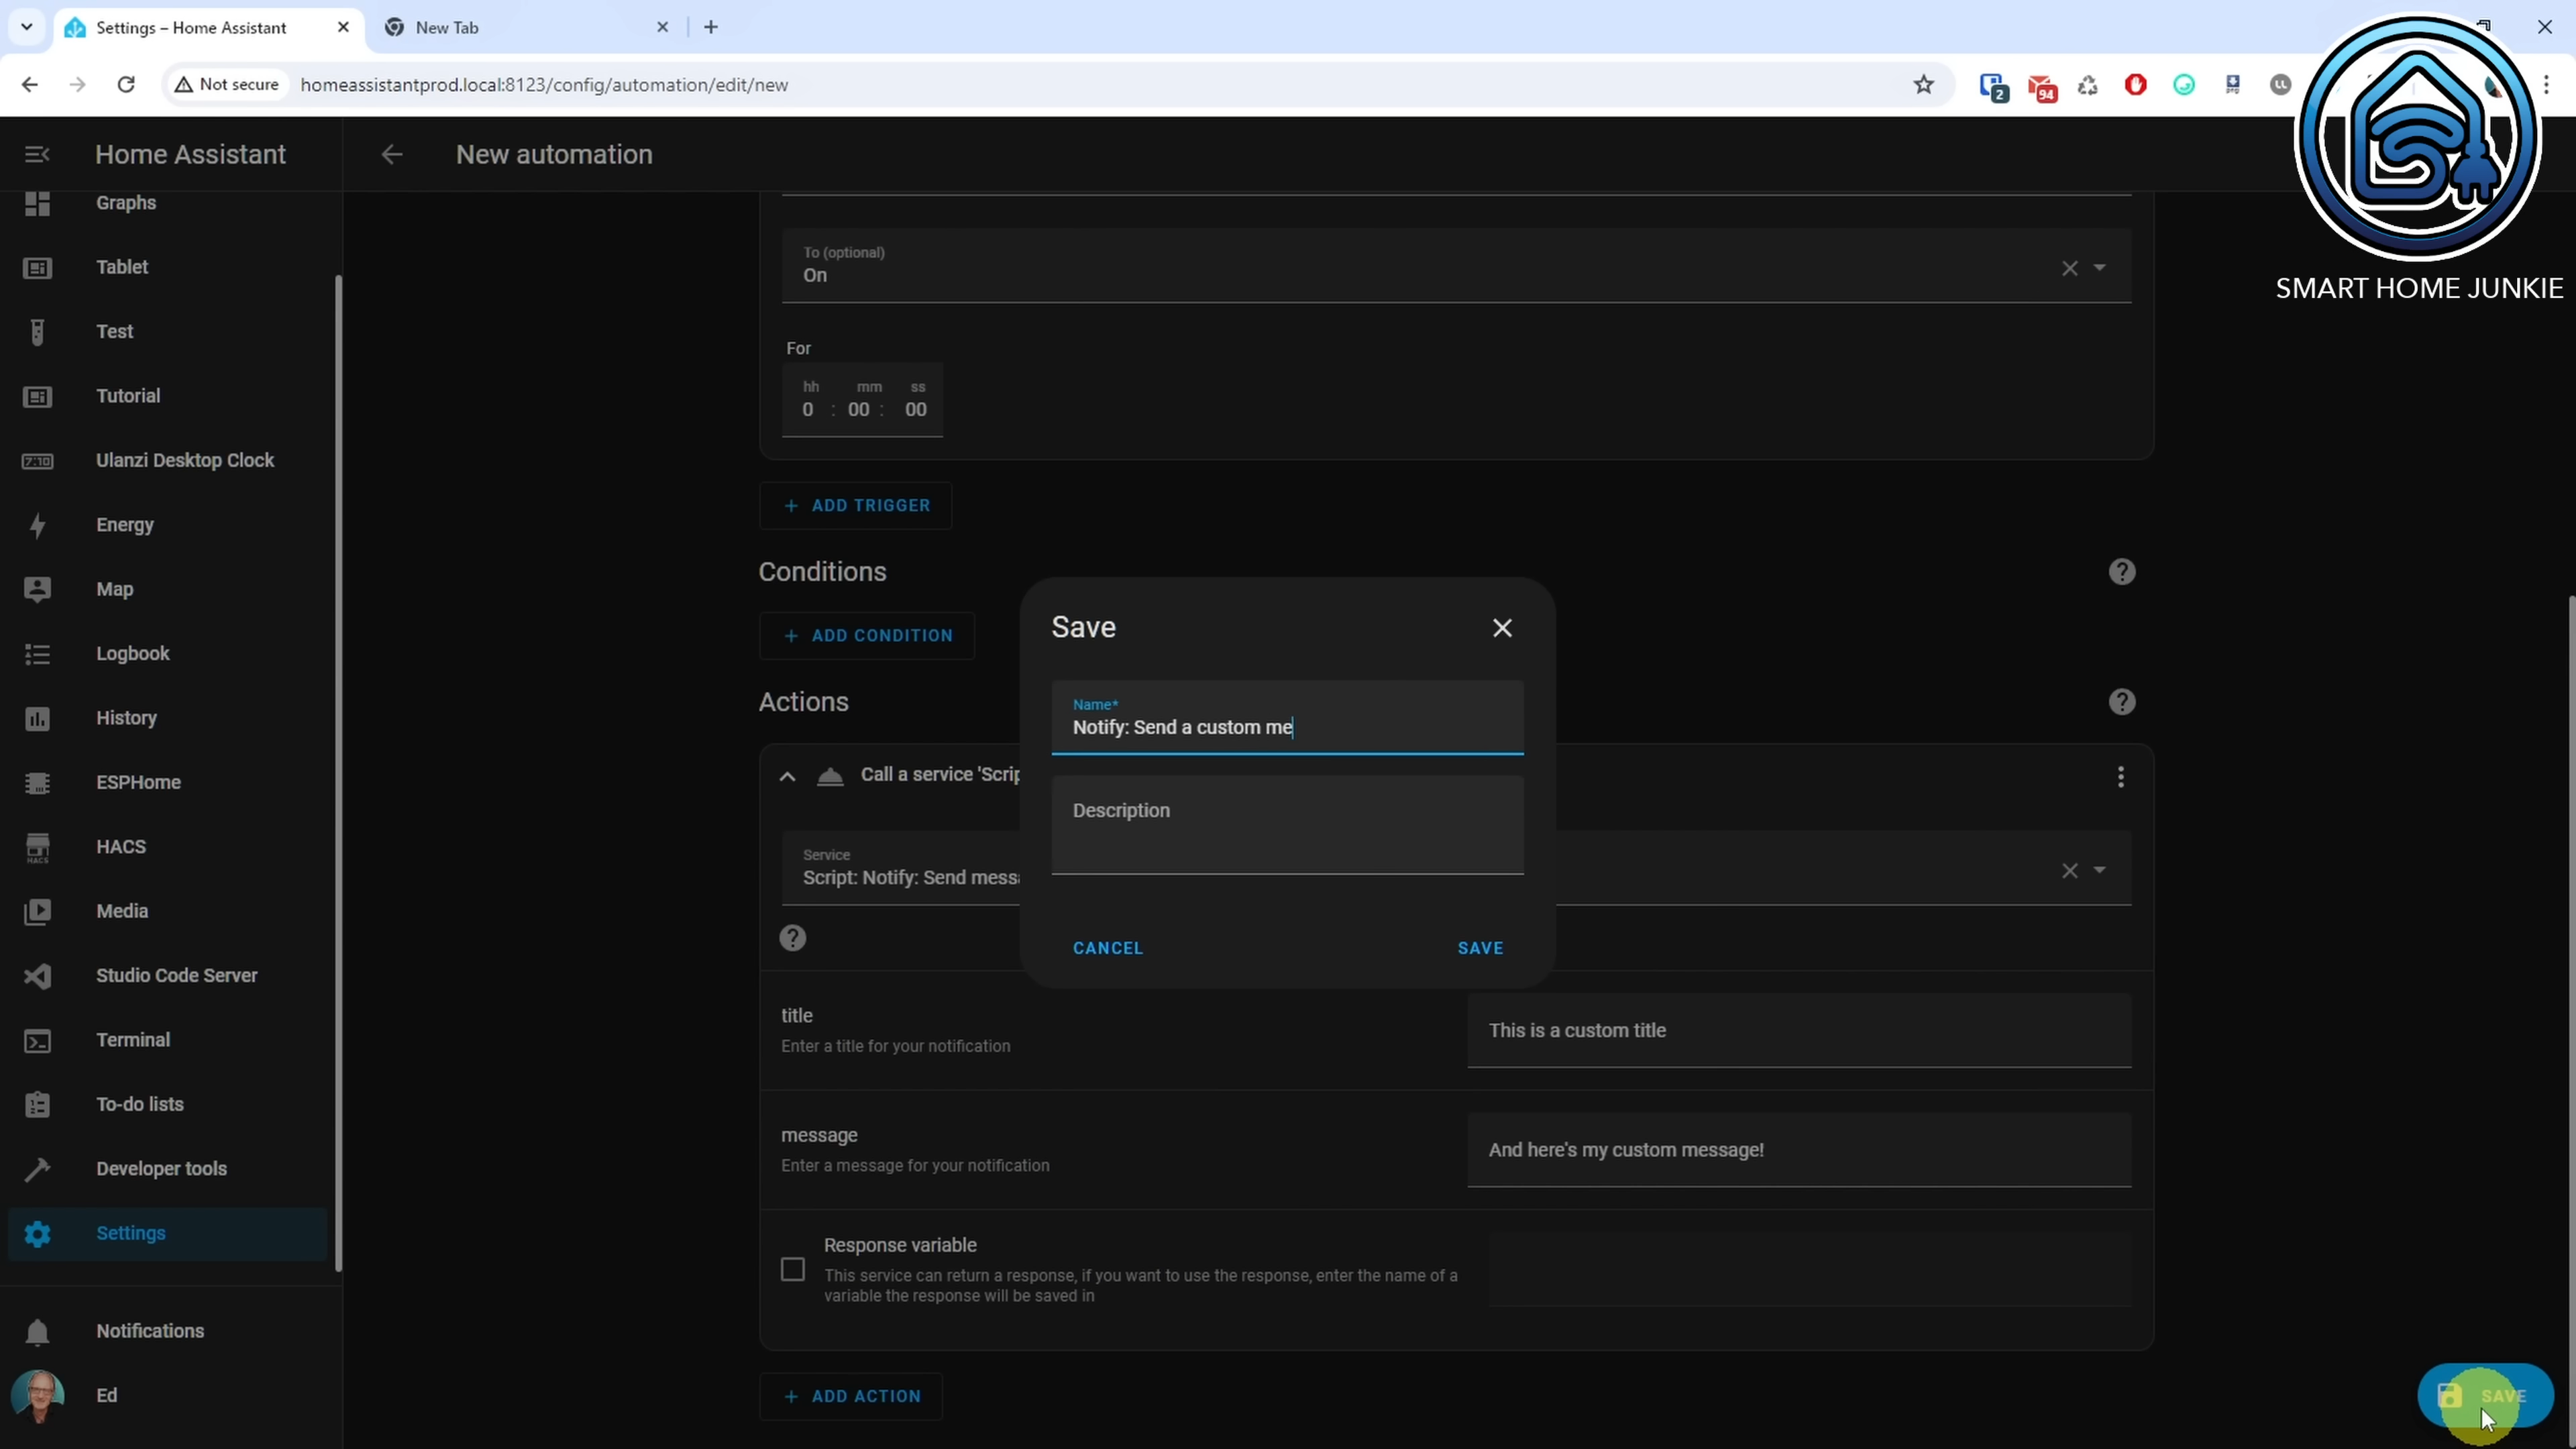 Settings – Home Assistant
New Tab
Not secure
homeassistantprod.local:8123/config/automation/edit/new
2
94
SMART HOME JUNKIE
Home Assistant
New automation
Graphs
Tablet
Test
Tutorial
7:10
Ulanzi Desktop Clock
Energy
Map
Logbook
History
ESPHome
HACS
HACS
Media
Studio Code Server
Terminal
To-do lists
Developer tools
Settings
Notifications
Ed
To (optional)
On
For
hh mm ss
0 : 00 : 00
ADD TRIGGER
Conditions
ADD CONDITION
Actions
Call a service 'Scrip
Service
Script: Notify: Send messa
title
Enter a title for your notification
This is a custom title
message
Enter a message for your notification
And here's my custom message!
Response variable
This service can return a response, if you want to use the response, enter the name of a
variable the response will be saved in
ADD ACTION
Save
Name*
Notify: Send a custom me
Description
CANCEL
SAVE
SAVE